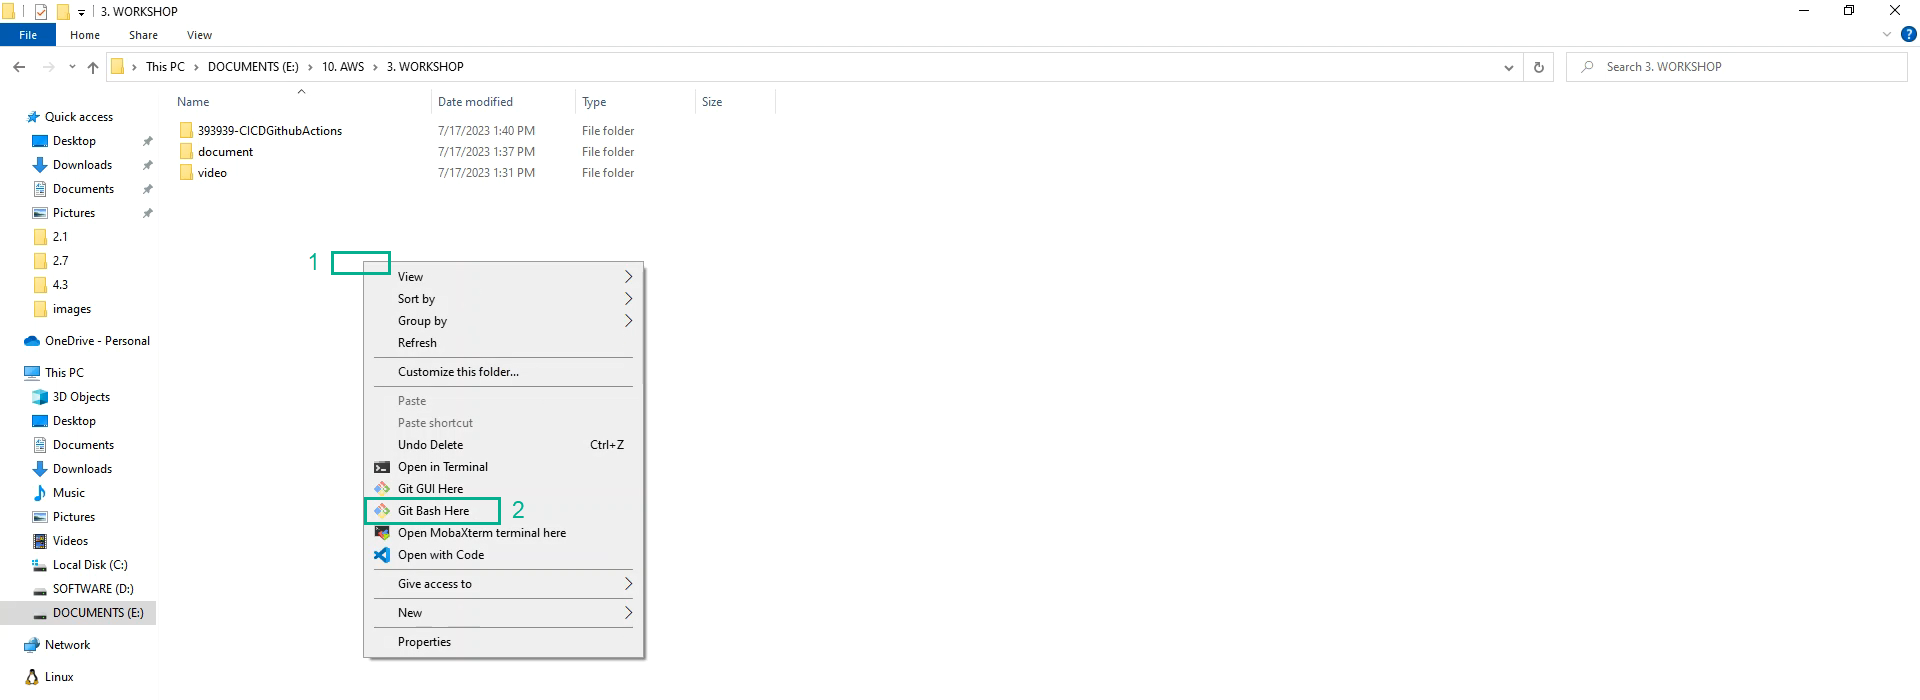 3. WORKSHOP
File Home Share View
This PC DOCUMENTS (E:) 10. AWS 3. WORKSHOP
Search 3. WORKSHOP
Name Date modified Type Size
393939-CICDGithubActions 7/17/2023 1:40 PM File folder
document 7/17/2023 1:37 PM File folder
video 7/17/2023 1:31 PM File folder
Quick access
Desktop
Downloads
Documents
Pictures
2.1
2.7
4.3
images
OneDrive - Personal
This PC
3D Objects
Desktop
Documents
Downloads
Music
Pictures
Videos
Local Disk (C:)
SOFTWARE (D:)
DOCUMENTS (E:)
Network
Linux
1
View
Sort by
Group by
Refresh
Customize this folder...
Paste
Paste shortcut
Undo Delete Ctrl+Z
Open in Terminal
Git GUI Here
Git Bash Here 2
Open MobaXterm terminal here
Open with Code
Give access to
New
Properties